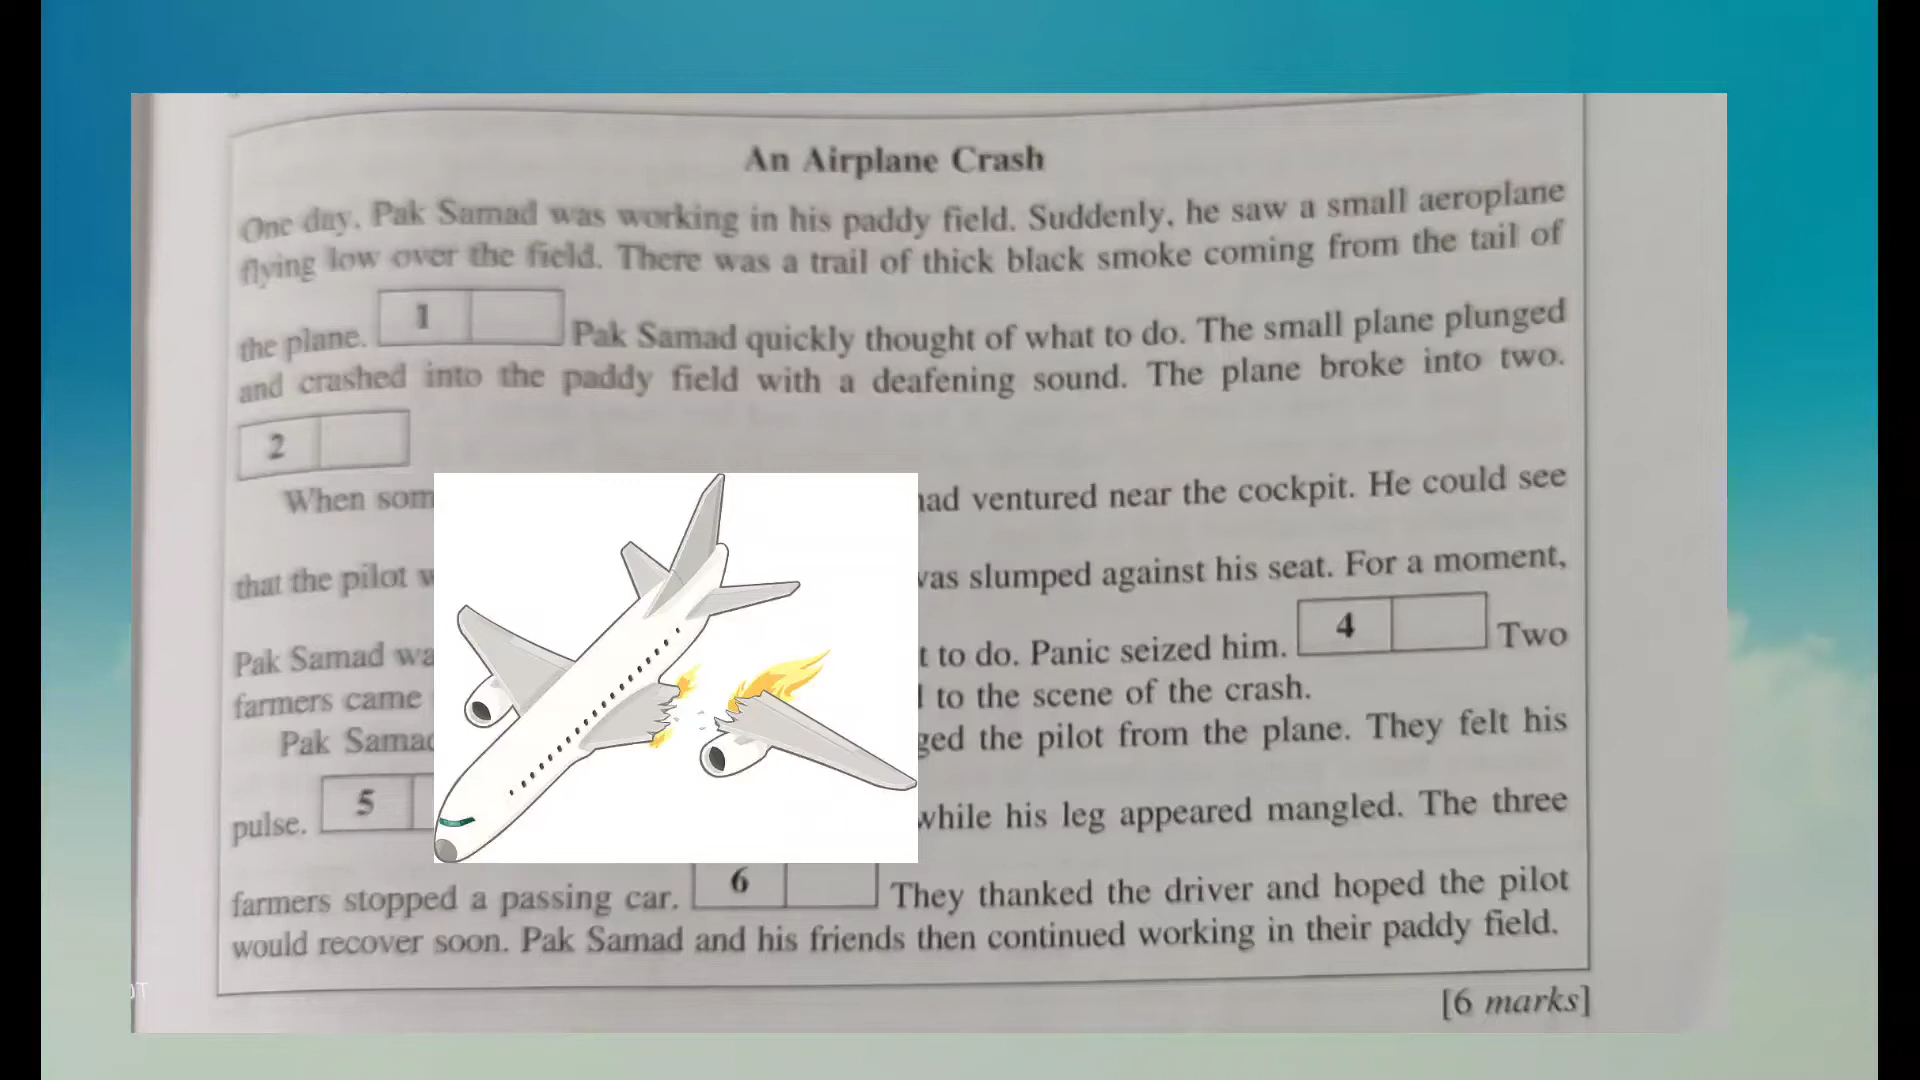 An Airplane Crash
One day, Pak Samad was working in his paddy field. Suddenly, he saw a small aeroplane
flying low over the field. There was a trail of thick black smoke coming from the tail of
the plane. 1 Pak Samad quickly thought of what to do. The small plane plunged
and crashed into the paddy field with a deafening sound. The plane broke into two.
2
When ventured near the cockpit. He could see
that the pilot was slumped against his seat. For a moment,
Pak Samad to do. Panic seized him. 4 Two
farmers came to the scene of the crash.
Pak the pilot from the plane. They felt his
pulse. 5 while his leg appeared mangled. The three
farmers stopped a passing car. 6 They thanked the driver and hoped the pilot
would recover soon. Pak Samad and his friends then continued working in their paddy field.
[6 marks]